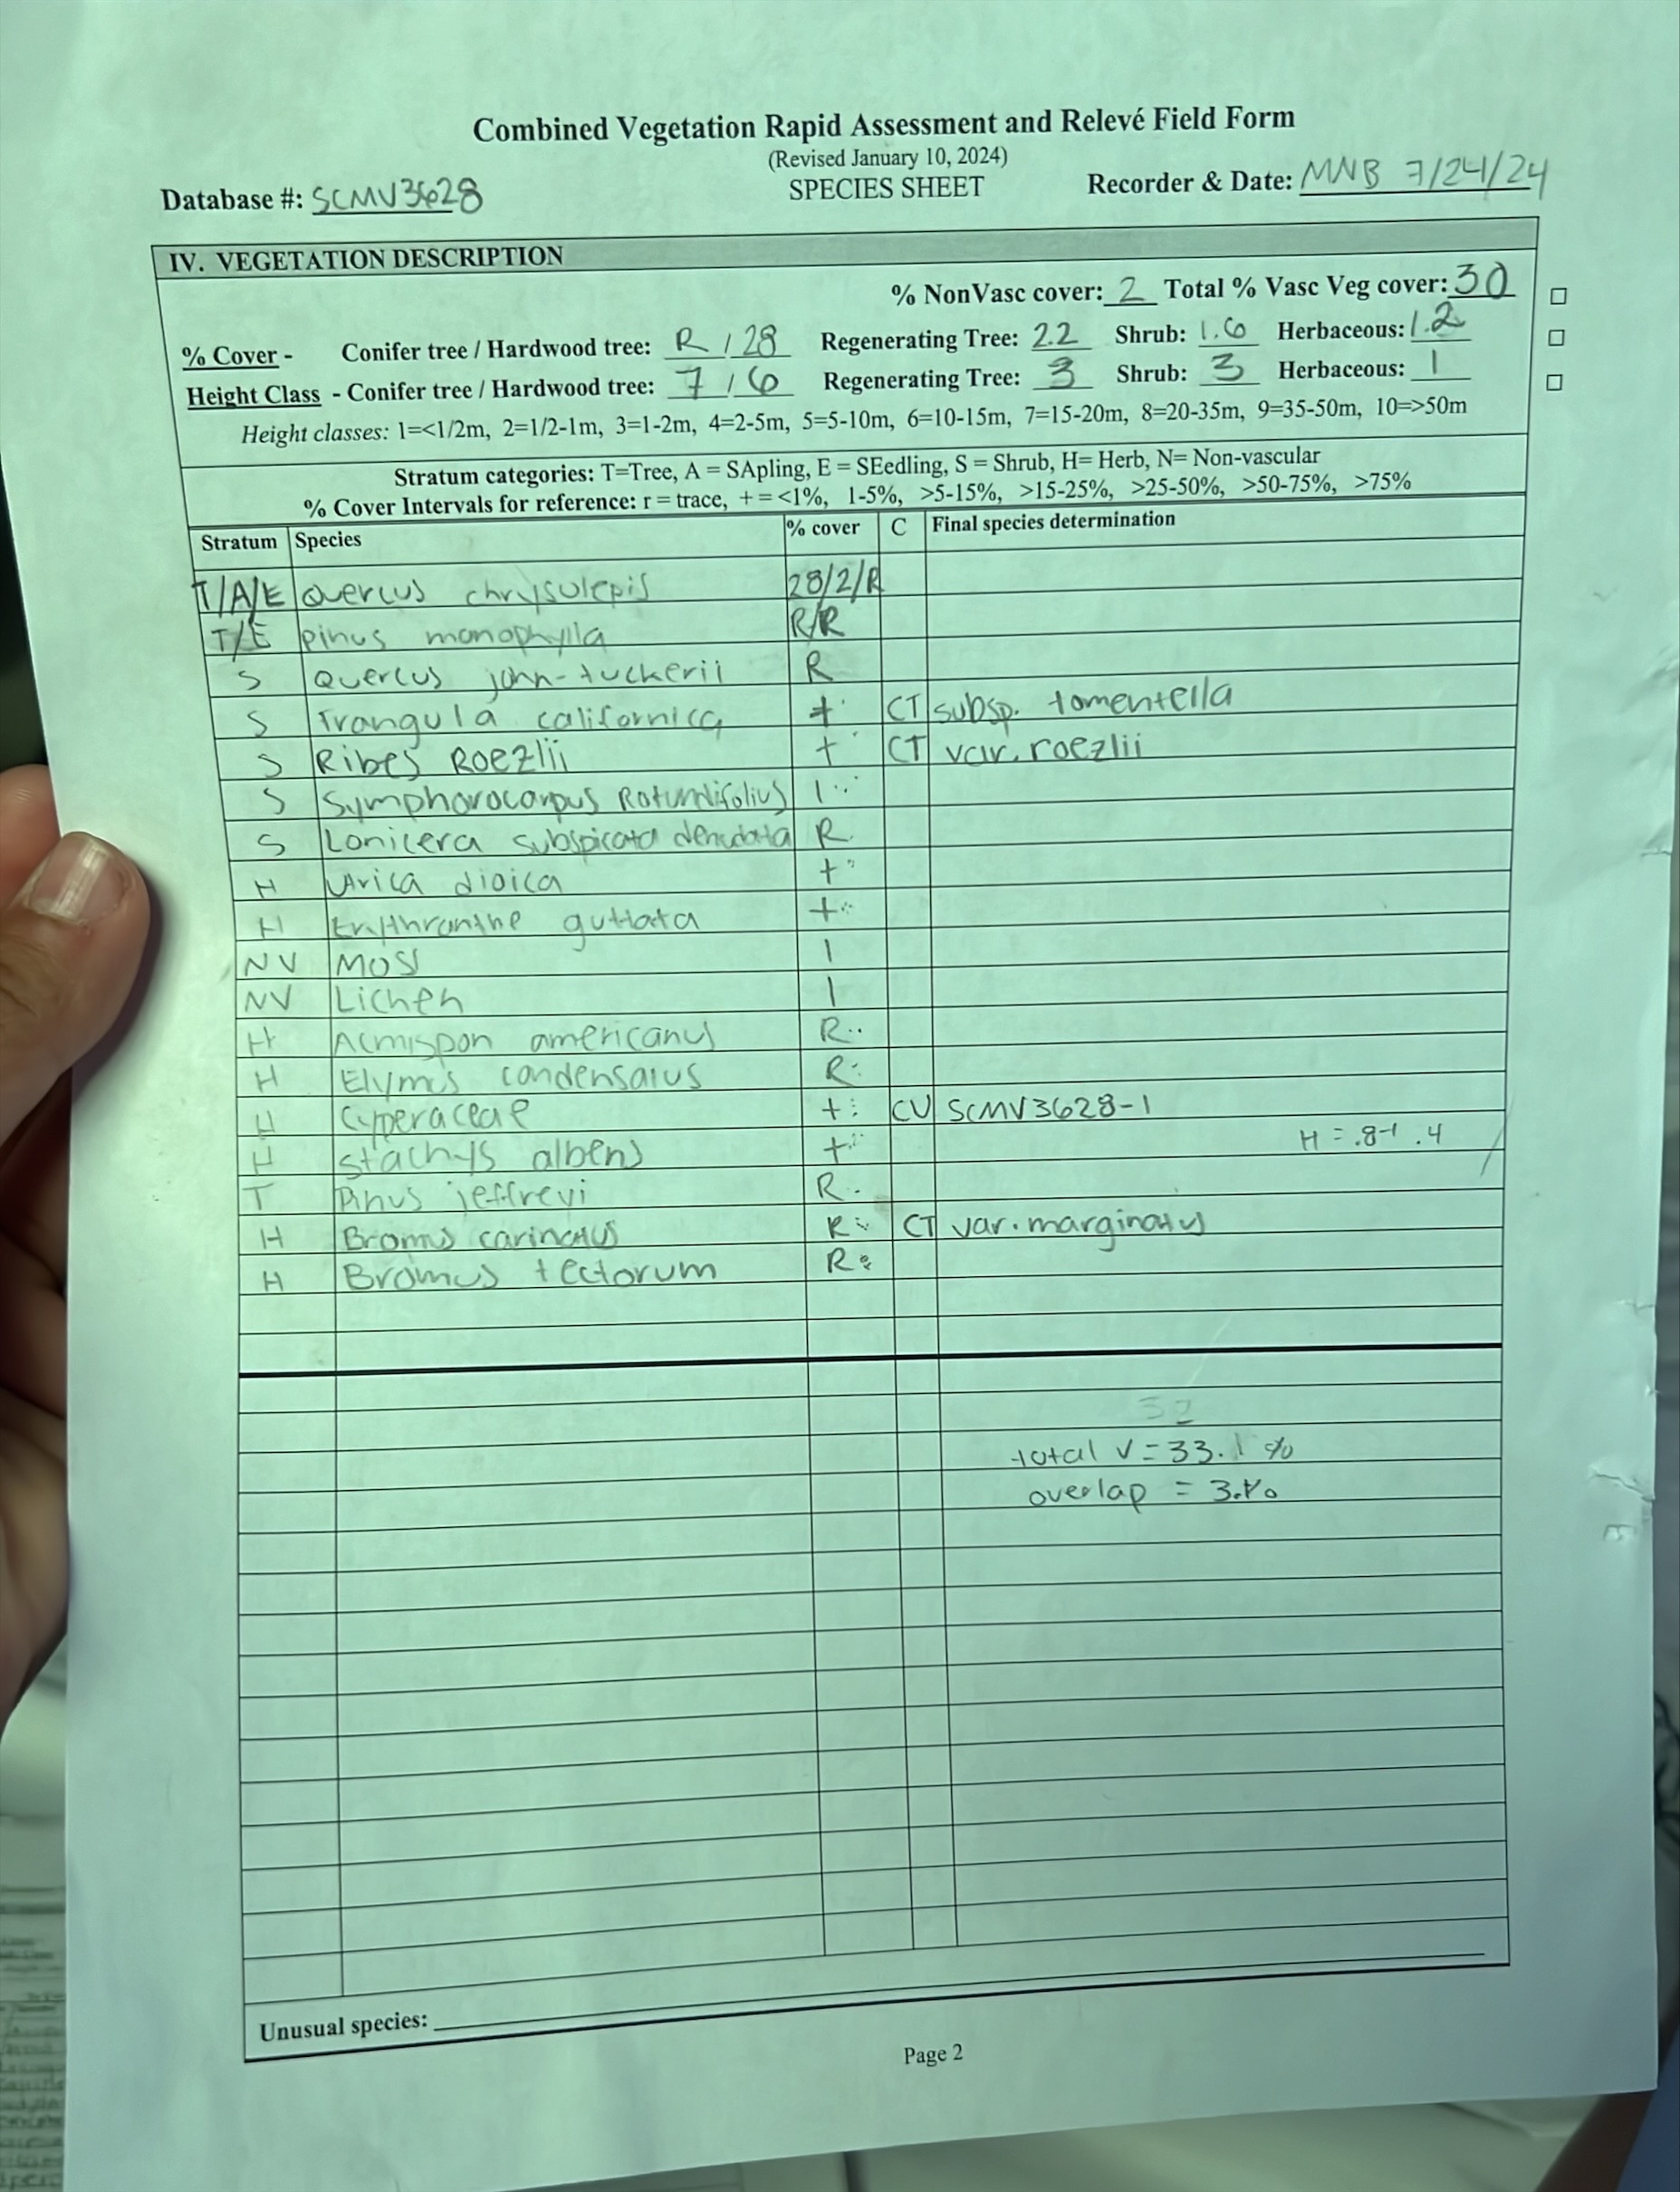 Combined Vegetation Rapid Assessment and Relevé Field Form
(Revised January 10, 2024)
Database #: SCMV3628 SPECIES SHEET Recorder & Date: MNB 7/24/24
IV. VEGETATION DESCRIPTION
% NonVasc cover: 2 Total % Vasc Veg cover: 30
% Cover - Conifer tree / Hardwood tree: R / 28 Regenerating Tree: 2.2 Shrub: 1.6 Herbaceous: 1.2
Height Class - Conifer tree / Hardwood tree: 7 / 6 Regenerating Tree: 3 Shrub: 3 Herbaceous: 1
Height classes: 1=<1/2m, 2=1/2-1m, 3=1-2m, 4=2-5m, 5=5-10m, 6=10-15m, 7=15-20m, 8=20-35m, 9=35-50m, 10=>50m
Stratum categories: T=Tree, A = SApling, E = SEedling, S = Shrub, H= Herb, N= Non-vascular
% Cover Intervals for reference: r = trace, + = <1%, 1-5%, >5-15%, >15-25%, >25-50%, >50-75%, >75%
Stratum Species % cover C Final species determination
T/A/E Quercus chrysolepis 28/2/R
T/E pinus monophylla R/R
S Quercus john-tuckerii R
S Frangula californica + CT subsp. tomentella
S Ribes Roezlii + CT var. roezlii
S Symphorocarpus Rotundifolius 1
S Lonicera subspicata denudata R
H Urica dioica +
H Erythranthe guttata +
NV Moss 1
NV Lichen 1
H Acmispon americanus R
H Elymus condensatus R
H Cyperaceae + CV SCMV3628-1
H Stachys albens + H = .8-1 .4
T Pinus jeffreyi R
H Bromus carinatus R CT var. marginatus
H Bromus tectorum R
32
total V = 33.1 %
overlap =
Unusual species:
Page 2